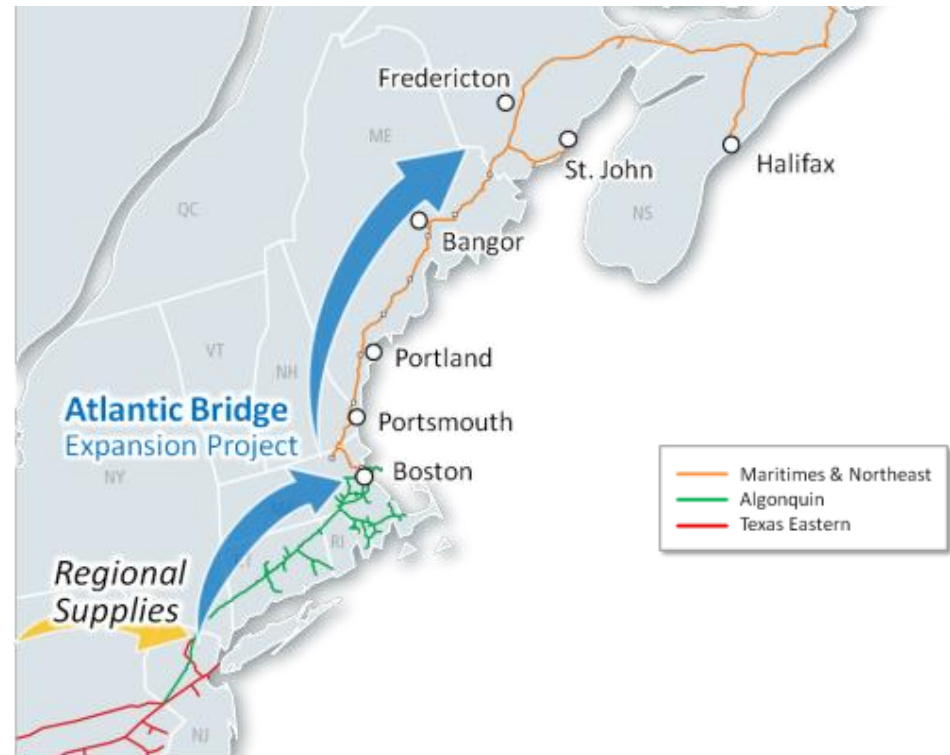 Fredericton
ME
St. John
Halifax
QC
NS
Bangor
VT
NH
Portland
Atlantic Bridge
Expansion Project
Portsmouth
NY
Boston
Maritimes & Northeast
Algonquin
Texas Eastern
RI
Regional
Supplies
NJ